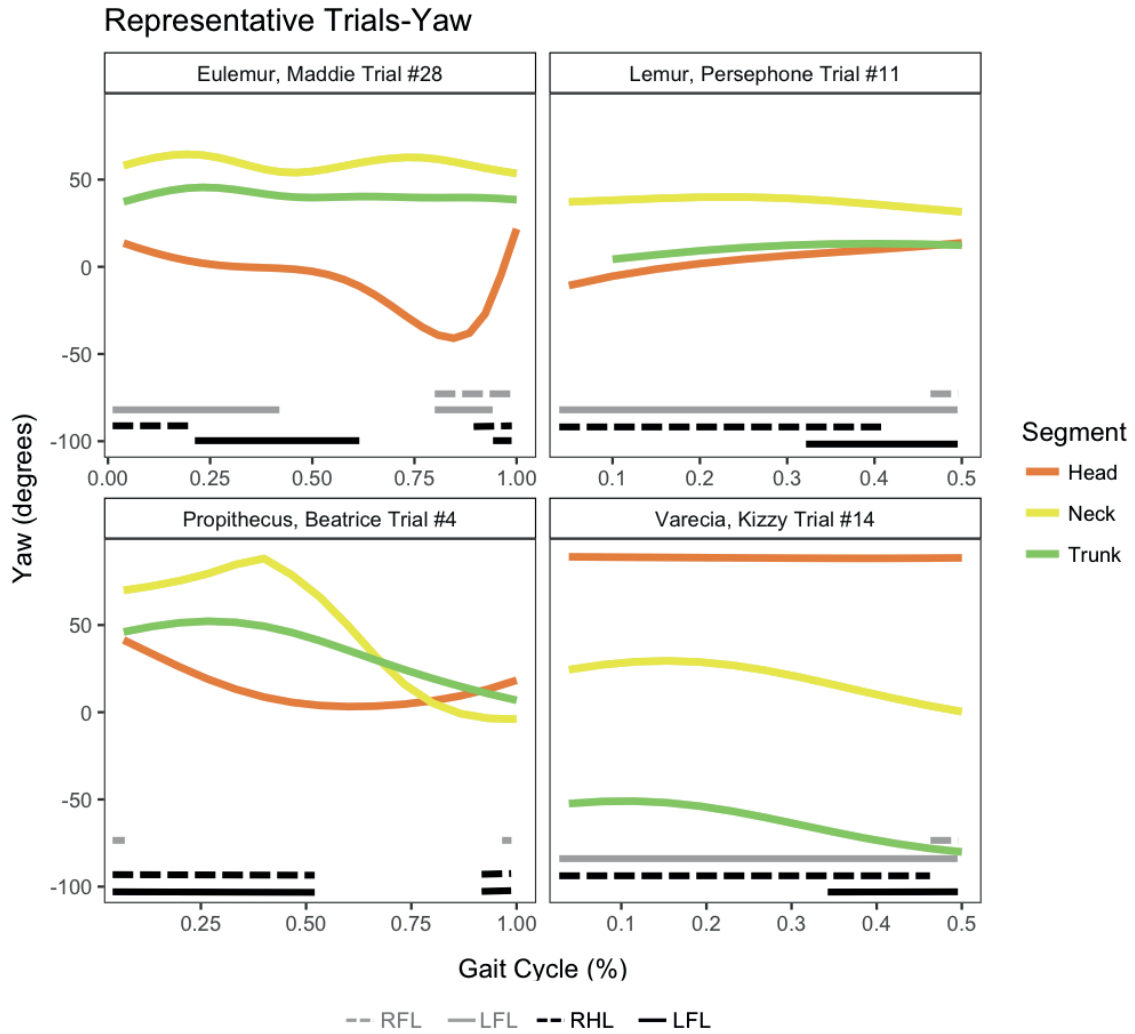 Representative Trials-Yaw
Eulemur, Maddie Trial #28
Lemur, Persephone Trial #11
50
0
-50
-100
0.00 0.25 0.50 0.75 1.00
0.1 0.2 0.3 0.4 0.5
Yaw (degrees)
Segment
Head
Neck
Trunk
Propithecus, Beatrice Trial #4
Varecia, Kizzy Trial #14
50
0
-50
-100
0.25 0.50 0.75 1.00
0.1 0.2 0.3 0.4 0.5
Gait Cycle (%)
RFL LFL RHL LFL